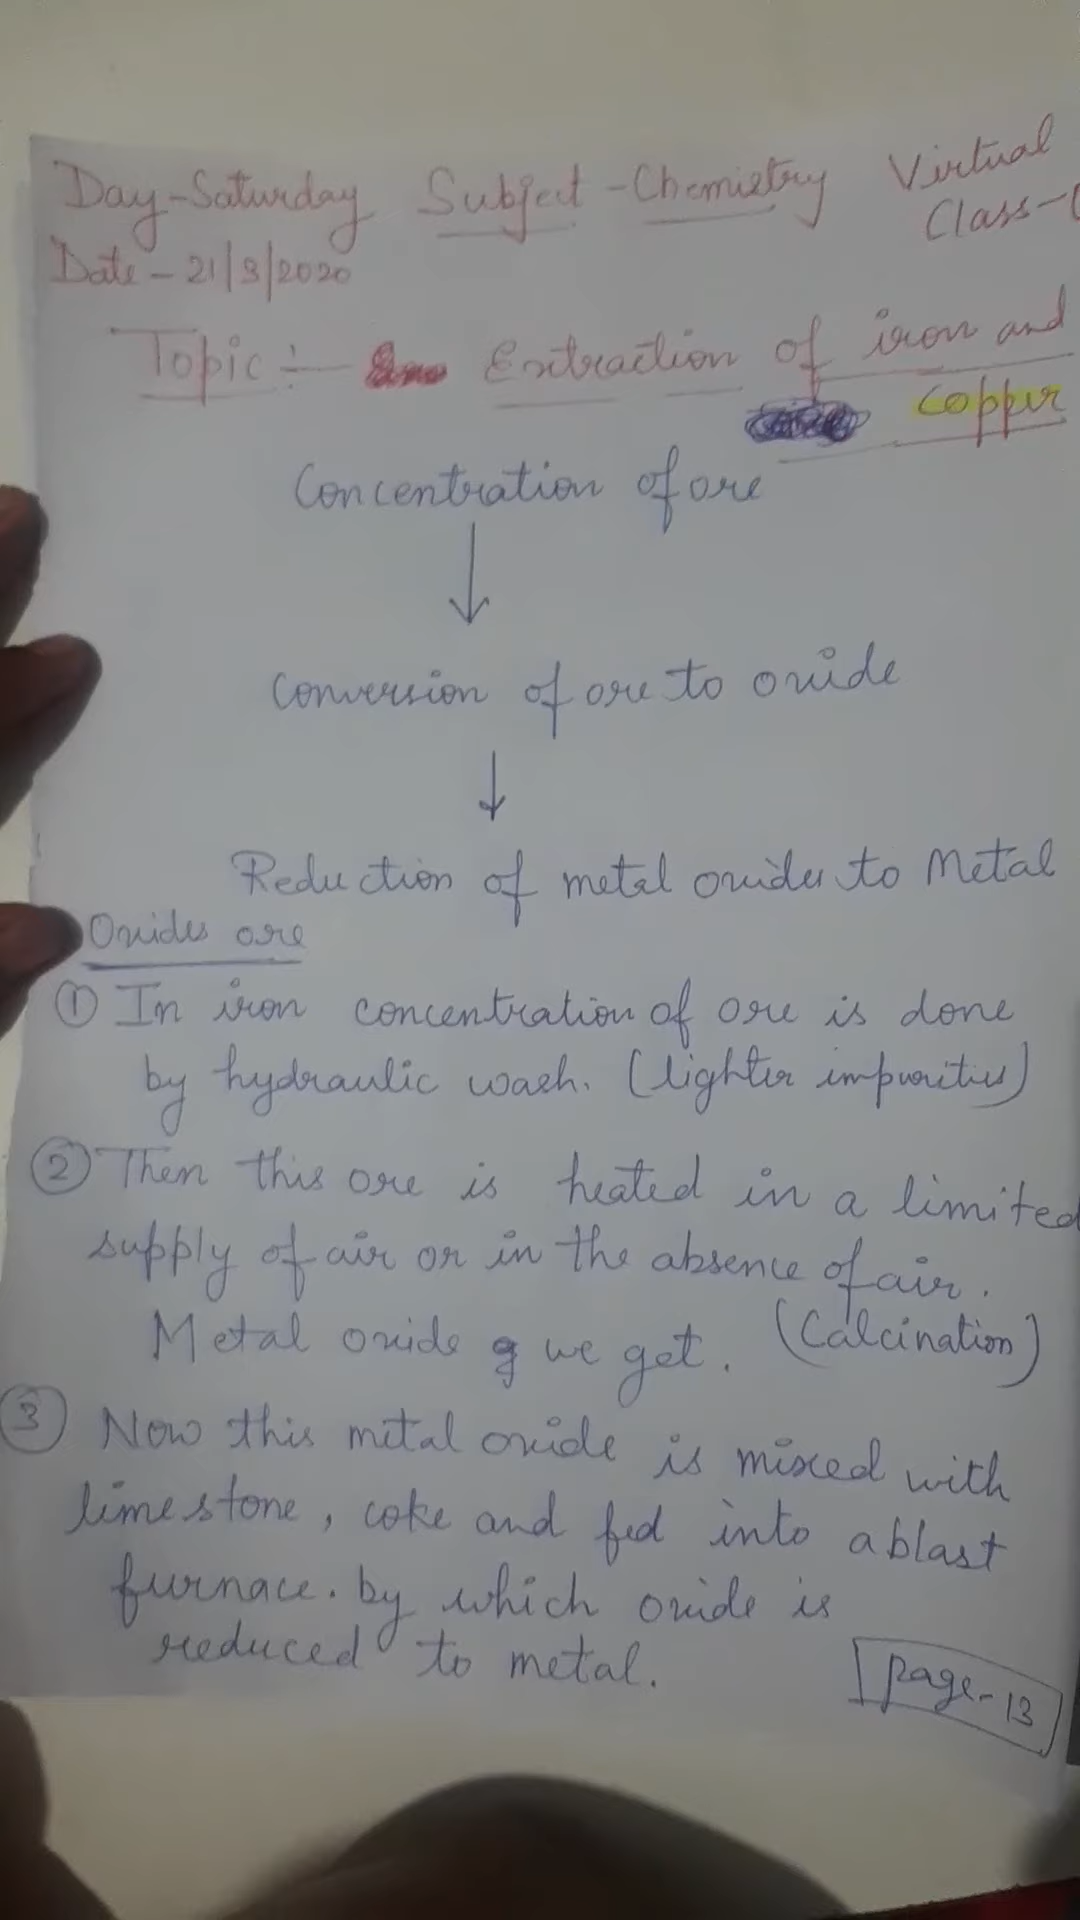 Day-Saturday Subject-Chemistry Virtual
Class-
Date-21/3/2020
Topic:- Extraction of iron and
Copper
Concentration of ore
↓
Conversion of ore to oxide
↓
Reduction of metal oxides to Metal
Oxides ore
① In iron concentration of ore is done
by hydraulic wash. (lighter impurities)
② Then this ore is heated in a limited
supply of air or in the absence of air.
Metal oxide we get. (Calcination)
③ Now this metal oxide is mixed with
limestone, coke and fed into a blast
furnace. by which oxide is
reduced to metal.
Page-13